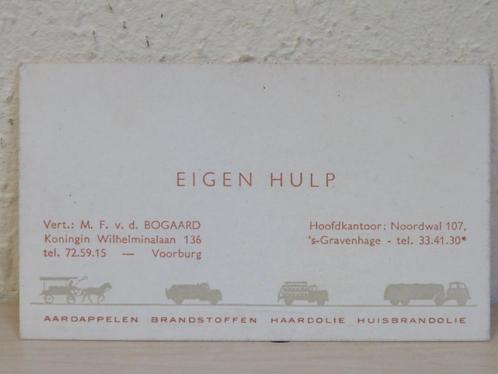 EIGEN HULP
Vert.: M. F. v. d. BOGAARD
Koningin Wilhelminalaan 136
tel. 72.59.15 — Voorburg
Hoofdkantoor: Noordwal 107,
's-Gravenhage - tel. 33.41.30*
AARDAPPELEN BRANDSTOFFEN HAARDOLIE HUISBRANDOLIE